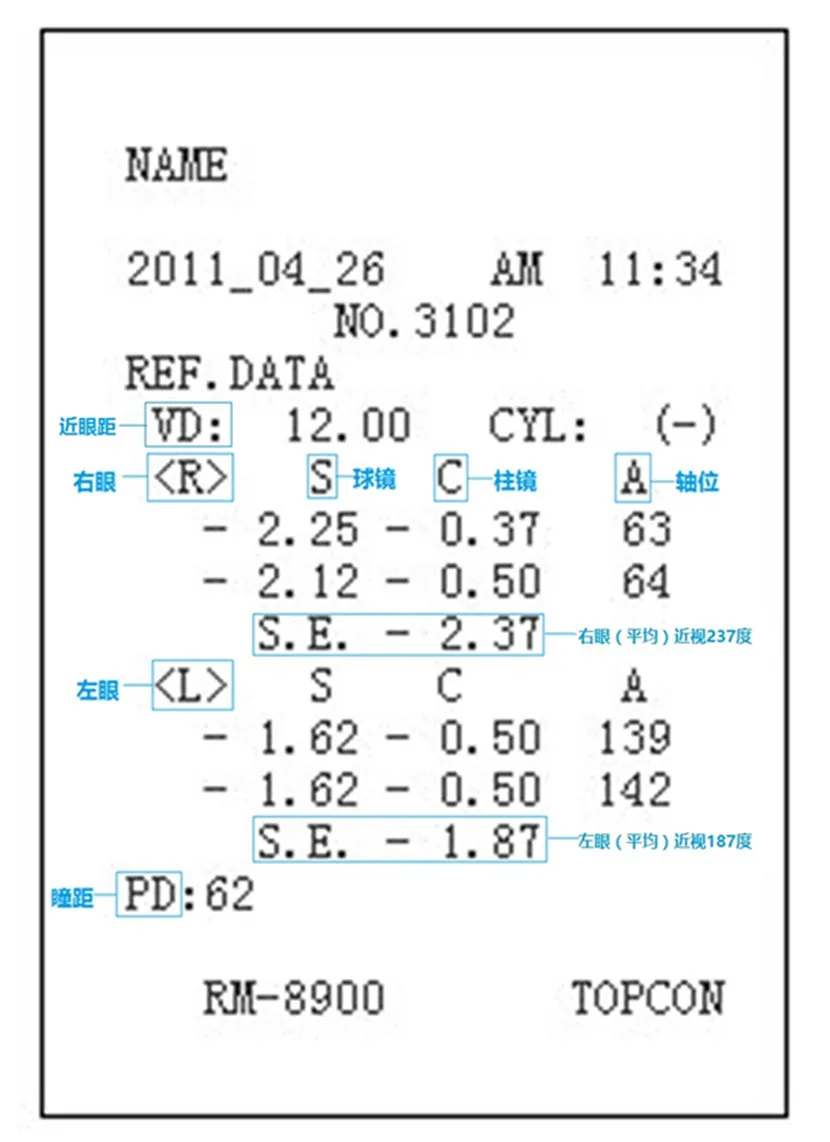 NAME
2011_04_26 AM 11:34
NO.3102
REF.DATA
近眼距 VD: 12.00 CYL: (-)
右眼 <R> S 球镜 C 柱镜 A 轴位
- 2.25 - 0.37 63
- 2.12 - 0.50 64
S.E. - 2.37 右眼(平均)近视237度
左眼 <L> S C A
- 1.62 - 0.50 139
- 1.62 - 0.50 142
S.E. - 1.87 左眼(平均)近视187度
瞳距 PD:62
RM-8900 TOPCON